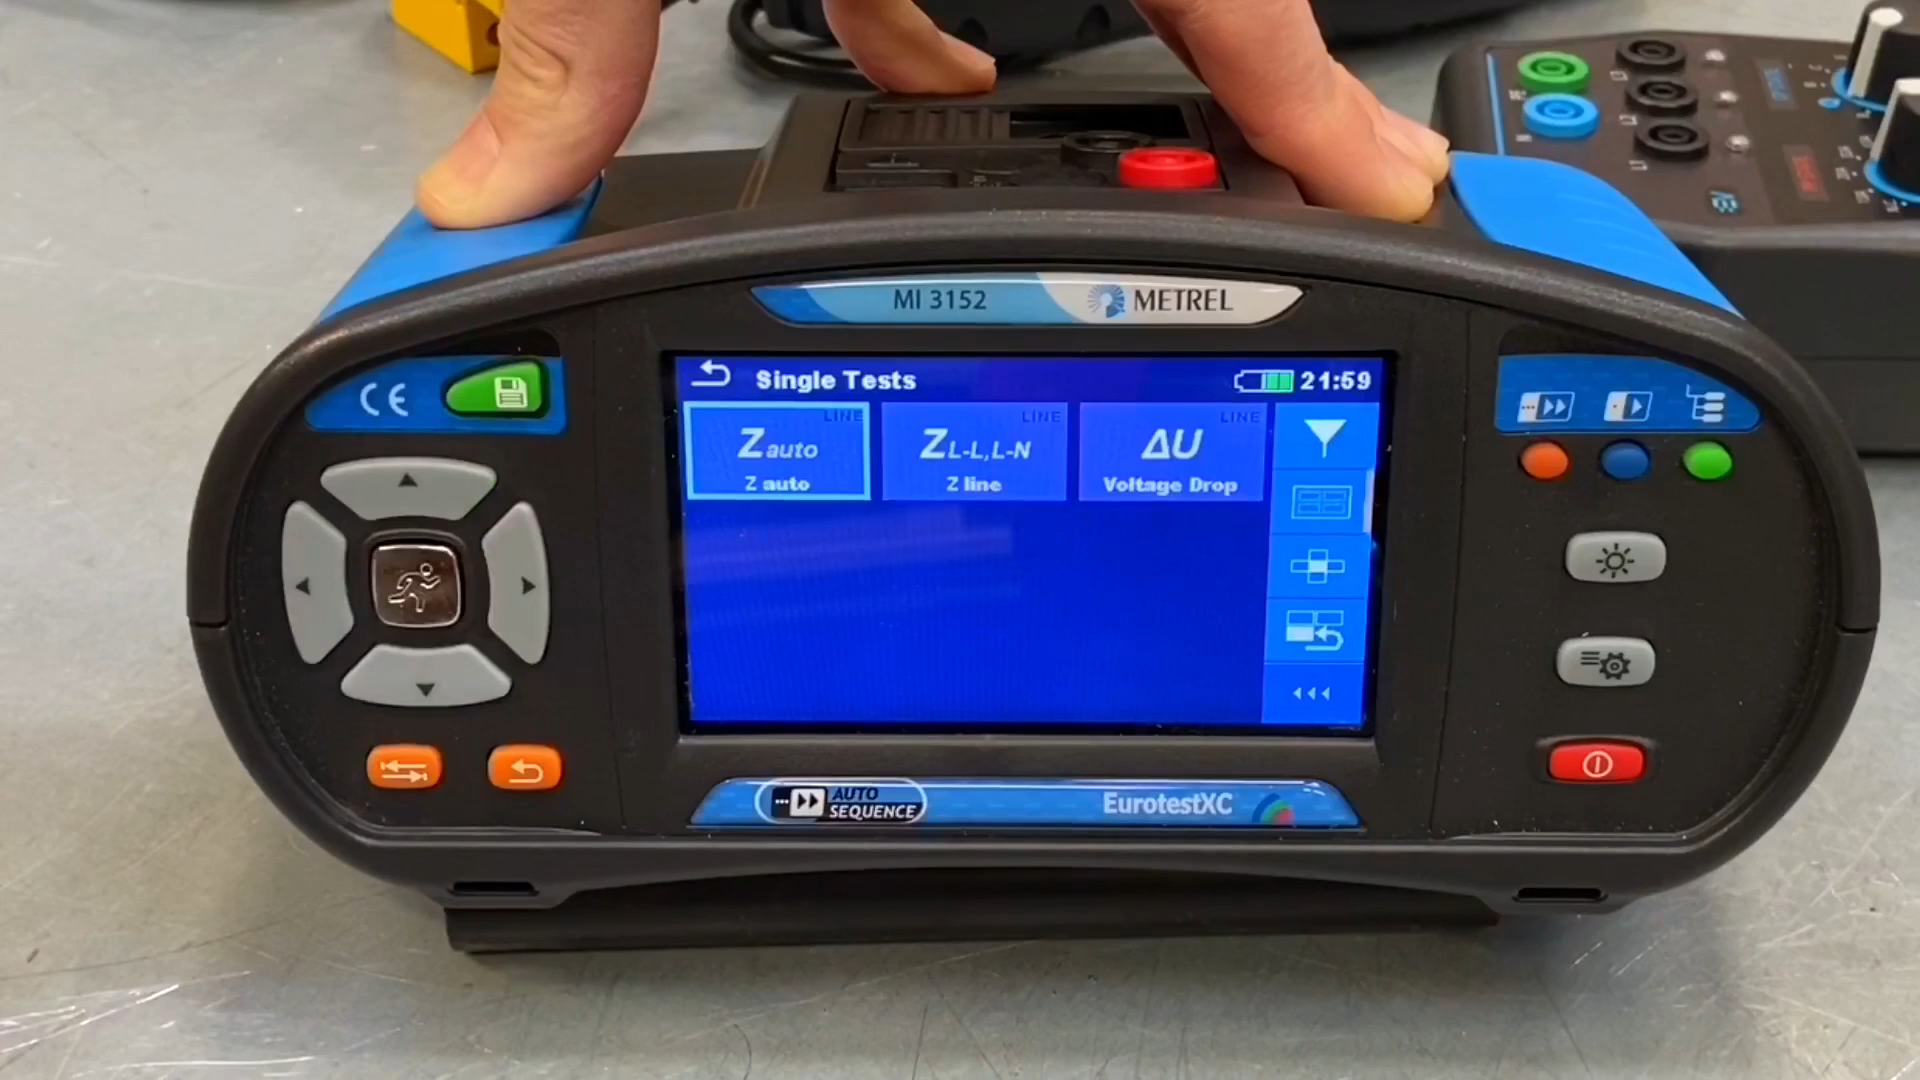 MI 3152
METREL
CE
Single Tests
21:59
LINE
Zauto
Z auto
LINE
ZL-L,L-N
Z line
LINE
ΔU
Voltage Drop
AUTO
SEQUENCE
EurotestXC